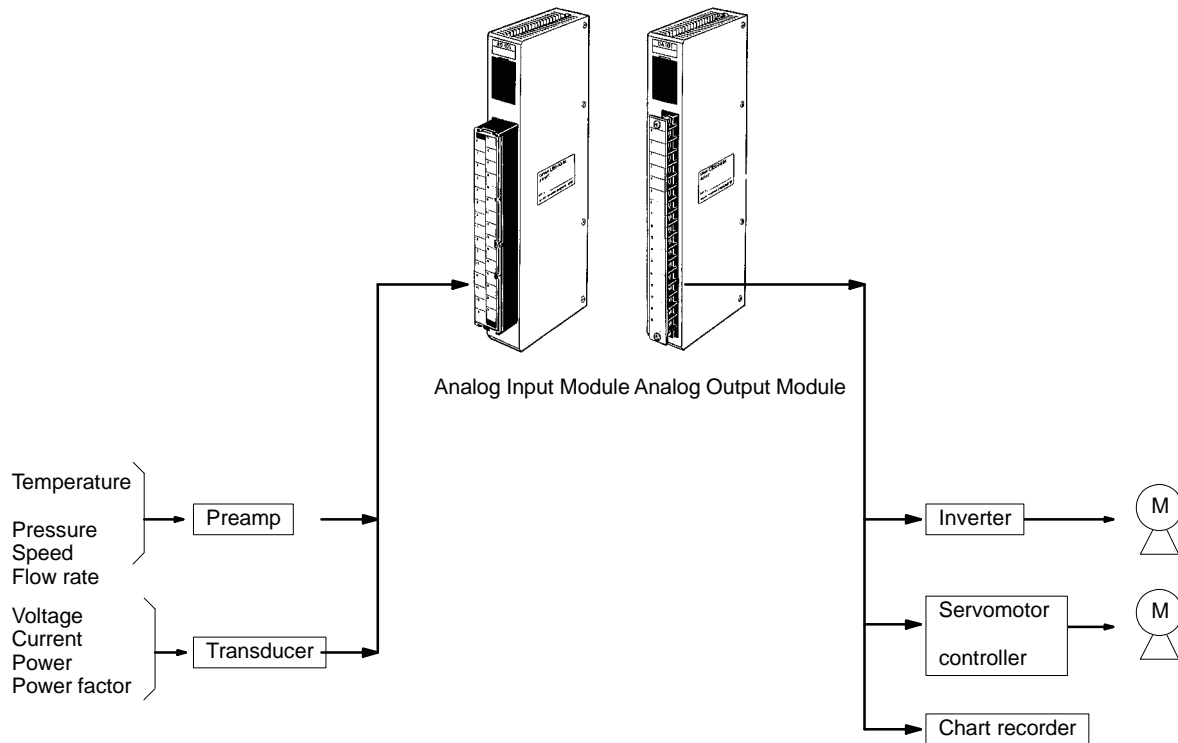 Analog Input Module Analog Output Module
Temperature
Pressure
Speed
Flow rate
Preamp
Voltage
Current
Power
Power factor
Transducer
Inverter
M
Servomotor
controller
M
Chart recorder